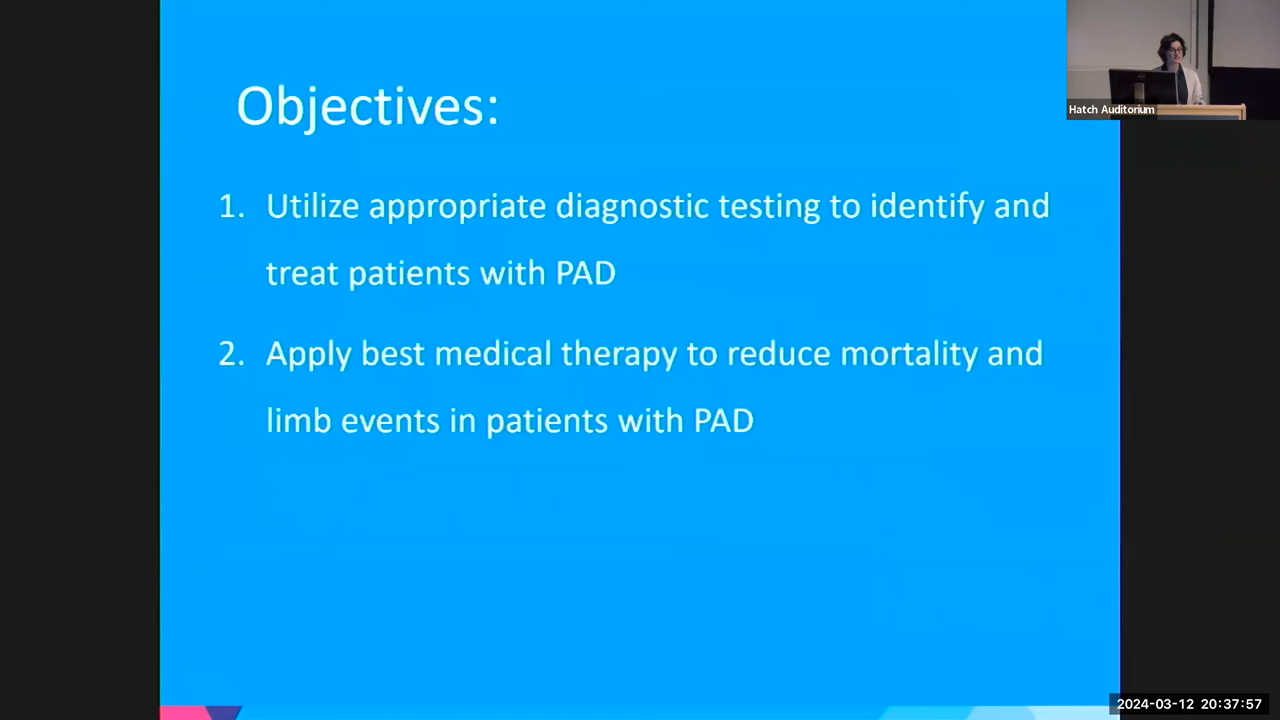 Objectives:
1. Utilize appropriate diagnostic testing to identify and
treat patients with PAD
2. Apply best medical therapy to reduce mortality and
limb events in patients with PAD
Hatch Auditorium
2024-03-12 20:37:57